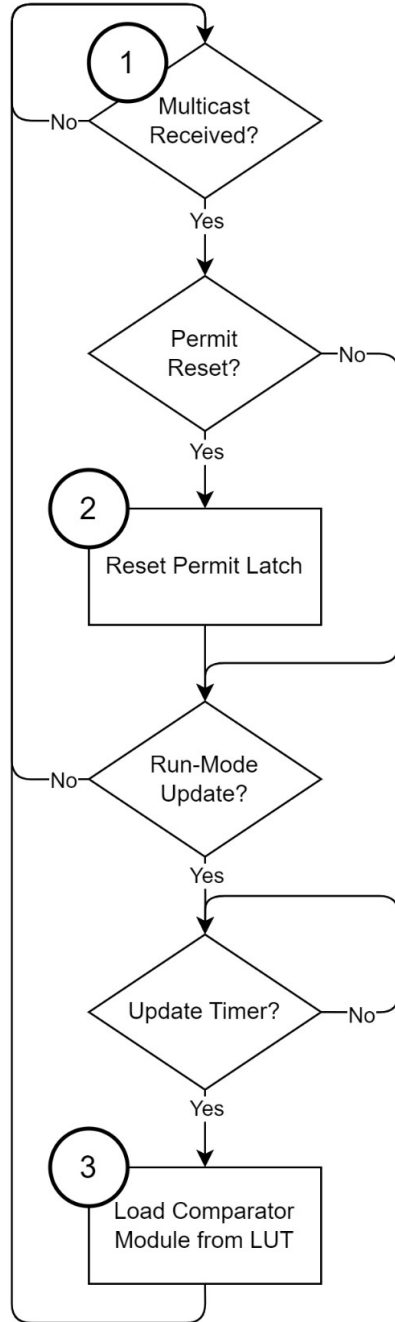 1
Multicast
Received?
No
Yes
Permit
Reset?
No
Yes
2
Reset Permit Latch
Run-Mode
Update?
No
Yes
Update Timer?
No
Yes
3
Load Comparator
Module from LUT